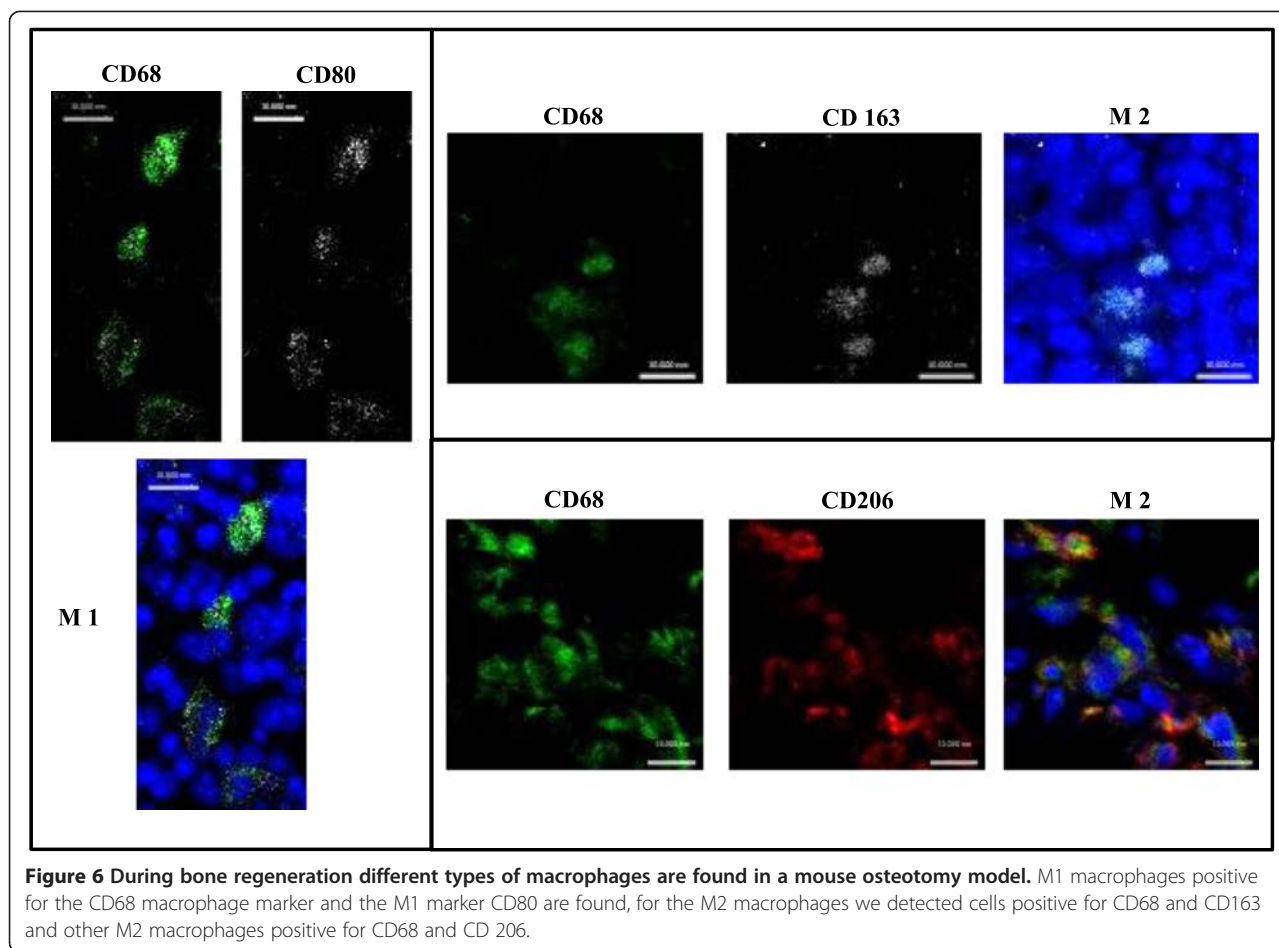 CD68 CD80
M 1
CD68 CD 163 M 2
CD68 CD206 M 2
Figure 6 During bone regeneration different types of macrophages are found in a mouse osteotomy model. M1 macrophages positive
for the CD68 macrophage marker and the M1 marker CD80 are found, for the M2 macrophages we detected cells positive for CD68 and CD163
and other M2 macrophages positive for CD68 and CD 206.